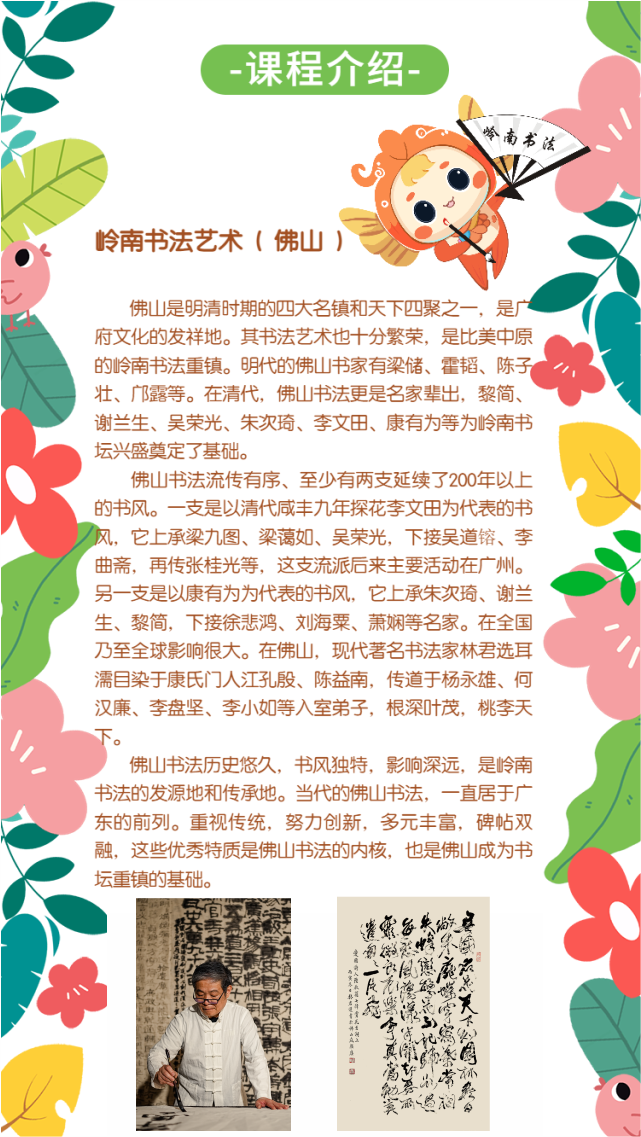 -课程介绍-
岭南书法
岭南书法艺术（佛山）
佛山是明清时期的四大名镇和天下四聚之一，是广
府文化的发祥地。其书法艺术也十分繁荣，是比美中原
的岭南书法重镇。明代的佛山书家有梁储、霍韬、陈子
壮、邝露等。在清代，佛山书法更是名家辈出，黎简、
谢兰生、吴荣光、朱次琦、李文田、康有为等为岭南书
坛兴盛奠定了基础。
佛山书法流传有序、至少有两支延续了200年以上
的书风。一支是以清代咸丰九年探花李文田为代表的书
风，它上承梁九图、梁蔼如、吴荣光，下接吴道镕、李
曲斋，再传张桂光等，这支流派后来主要活动在广州。
另一支是以康有为为代表的书风，它上承朱次琦、谢兰
生、黎简，下接徐悲鸿、刘海粟、萧娴等名家。在全国
乃至全球影响很大。在佛山，现代著名书法家林君选耳
濡目染于康氏门人江孔殷、陈益南，传道于杨永雄、何
汉廉、李盘坚、李小如等入室弟子，根深叶茂，桃李天
下。
佛山书法历史悠久，书风独特，影响深远，是岭南
书法的发源地和传承地。当代的佛山书法，一直居于广
东的前列。重视传统，努力创新，多元丰富，碑帖双
融，这些优秀特质是佛山书法的内核，也是佛山成为书
坛重镇的基础。